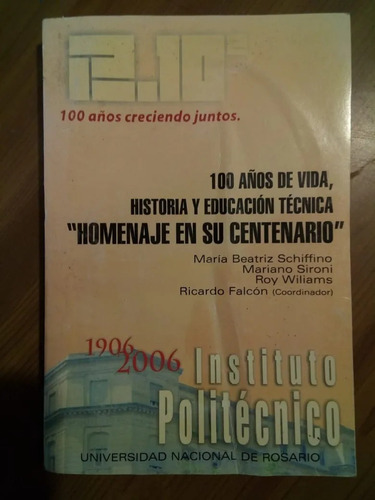 100 años creciendo juntos.
100 AÑOS DE VIDA,
HISTORIA Y EDUCACIÓN TÉCNICA
"HOMENAJE EN SU CENTENARIO"
María Beatriz Schiffino
Mariano Sironi
Roy Wiliams
Ricardo Falcón (Coordinador)
1906
2006
Instituto
Politécnico
UNIVERSIDAD NACIONAL DE ROSARIO